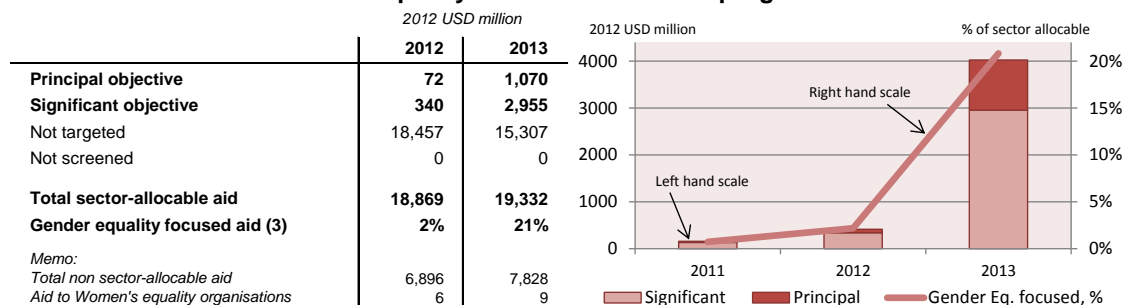 2012 USD million
2012 2013
Principal objective 72 1,070
Significant objective 340 2,955
Not targeted 18,457 15,307
Not screened 0 0
Total sector-allocable aid 18,869 19,332
Gender equality focused aid (3) 2% 21%
Memo:
Total non sector-allocable aid 6,896 7,828
Aid to Women's equality organisations 6 9
2012 USD million % of sector allocable
4000 20%
Right hand scale
3000 15%
2000 10%
Left hand scale
1000 5%
0 0%
2011 2012 2013
Significant Principal Gender Eq. focused, %